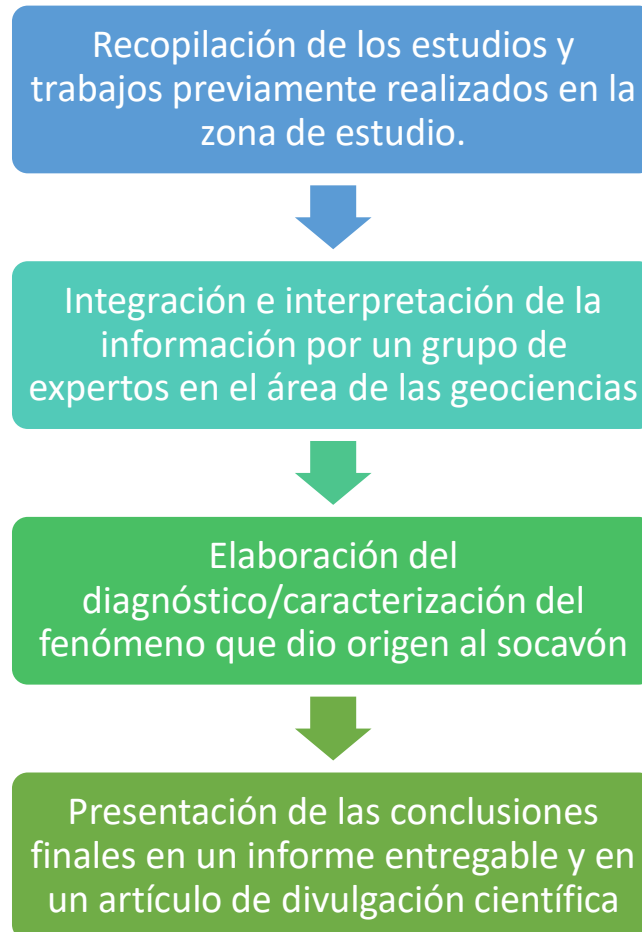 Recopilación de los estudios y
trabajos previamente realizados en la
zona de estudio.
Integración e interpretación de la
información por un grupo de
expertos en el área de las geociencias
Elaboración del
diagnóstico/caracterización del
fenómeno que dio origen al socavón
Presentación de las conclusiones
finales en un informe entregable y en
un artículo de divulgación científica